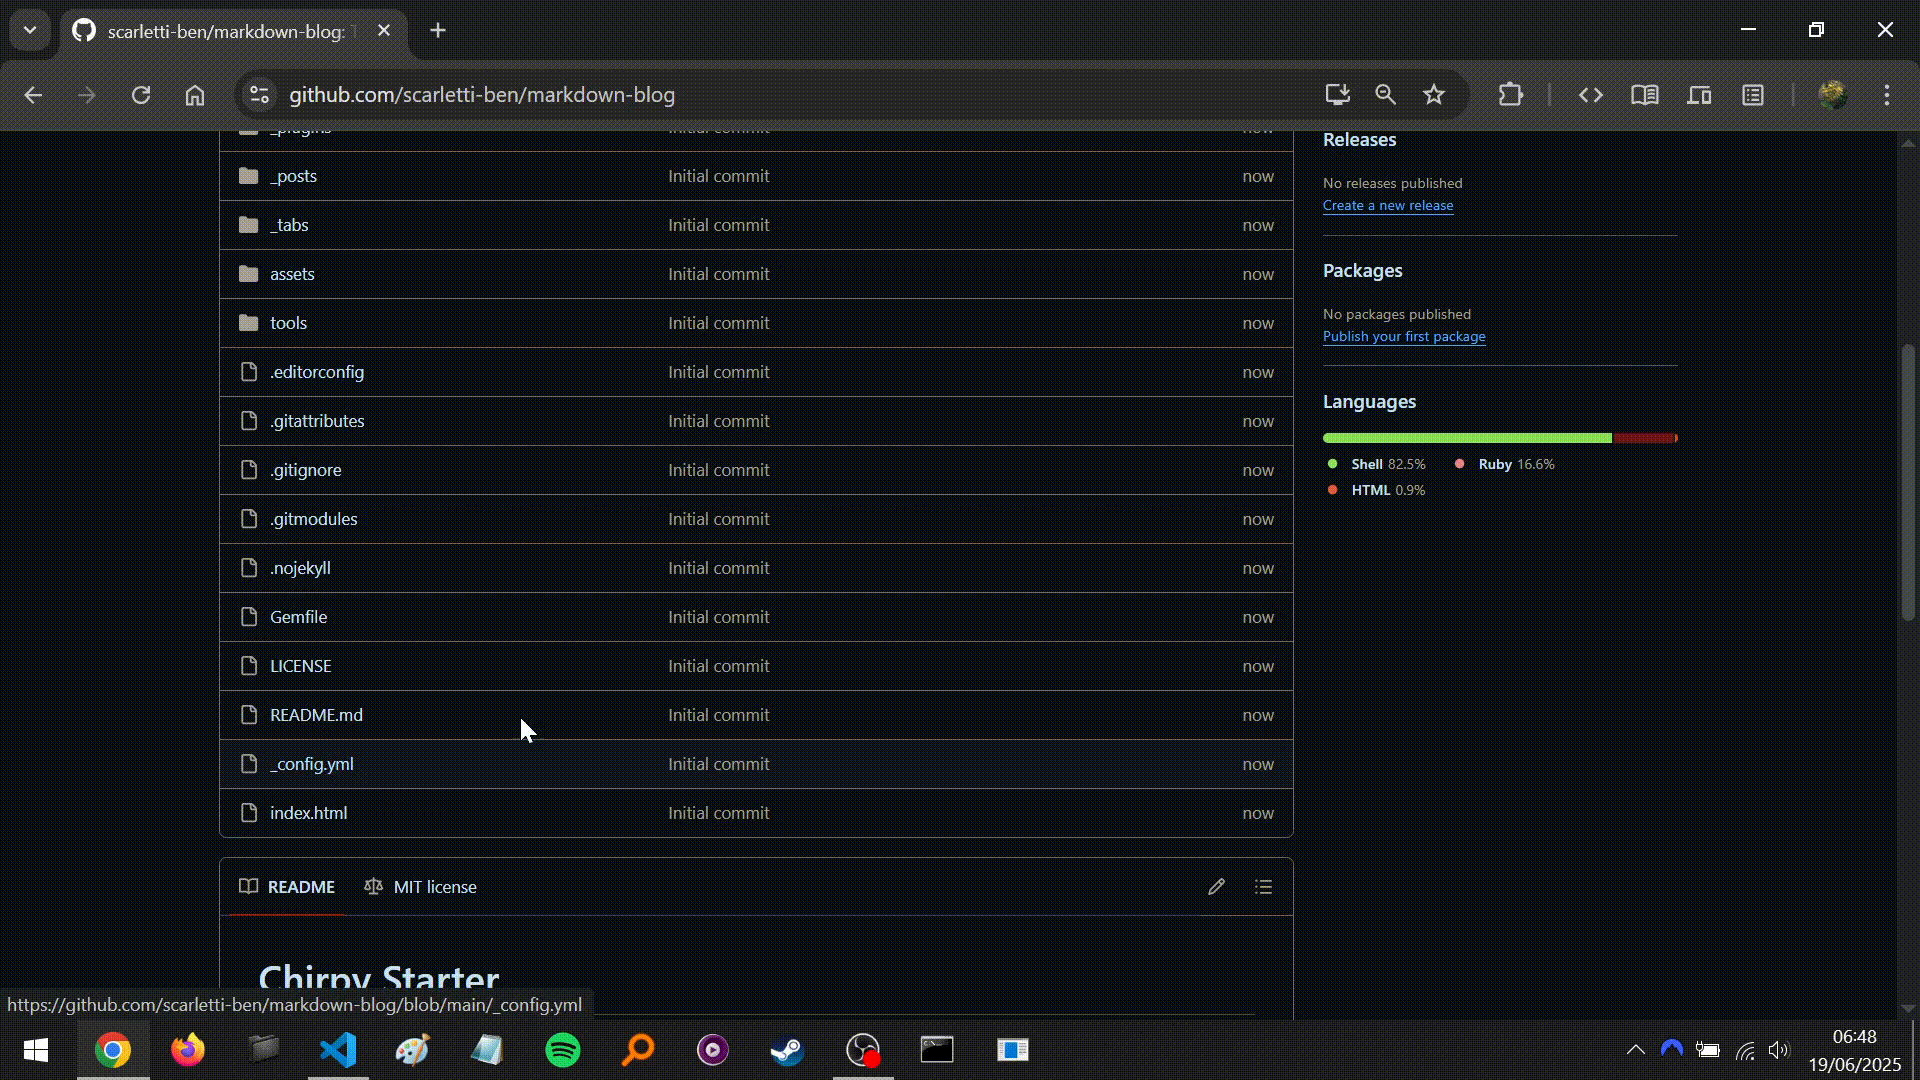 scarletti-ben/markdown-blog: T
github.com/scarletti-ben/markdown-blog
_plugins Initial commit now
_posts Initial commit now
_tabs Initial commit now
assets Initial commit now
tools Initial commit now
.editorconfig Initial commit now
.gitattributes Initial commit now
.gitignore Initial commit now
.gitmodules Initial commit now
.nojekyll Initial commit now
Gemfile Initial commit now
LICENSE Initial commit now
README.md Initial commit now
_config.yml Initial commit now
index.html Initial commit now
README MIT license
Chirpy Starter
Releases
No releases published
Create a new release
Packages
No packages published
Publish your first package
Languages
Shell 82.5% Ruby 16.6%
HTML 0.9%
https://github.com/scarletti-ben/markdown-blog/blob/main/_config.yml
06:48
19/06/2025